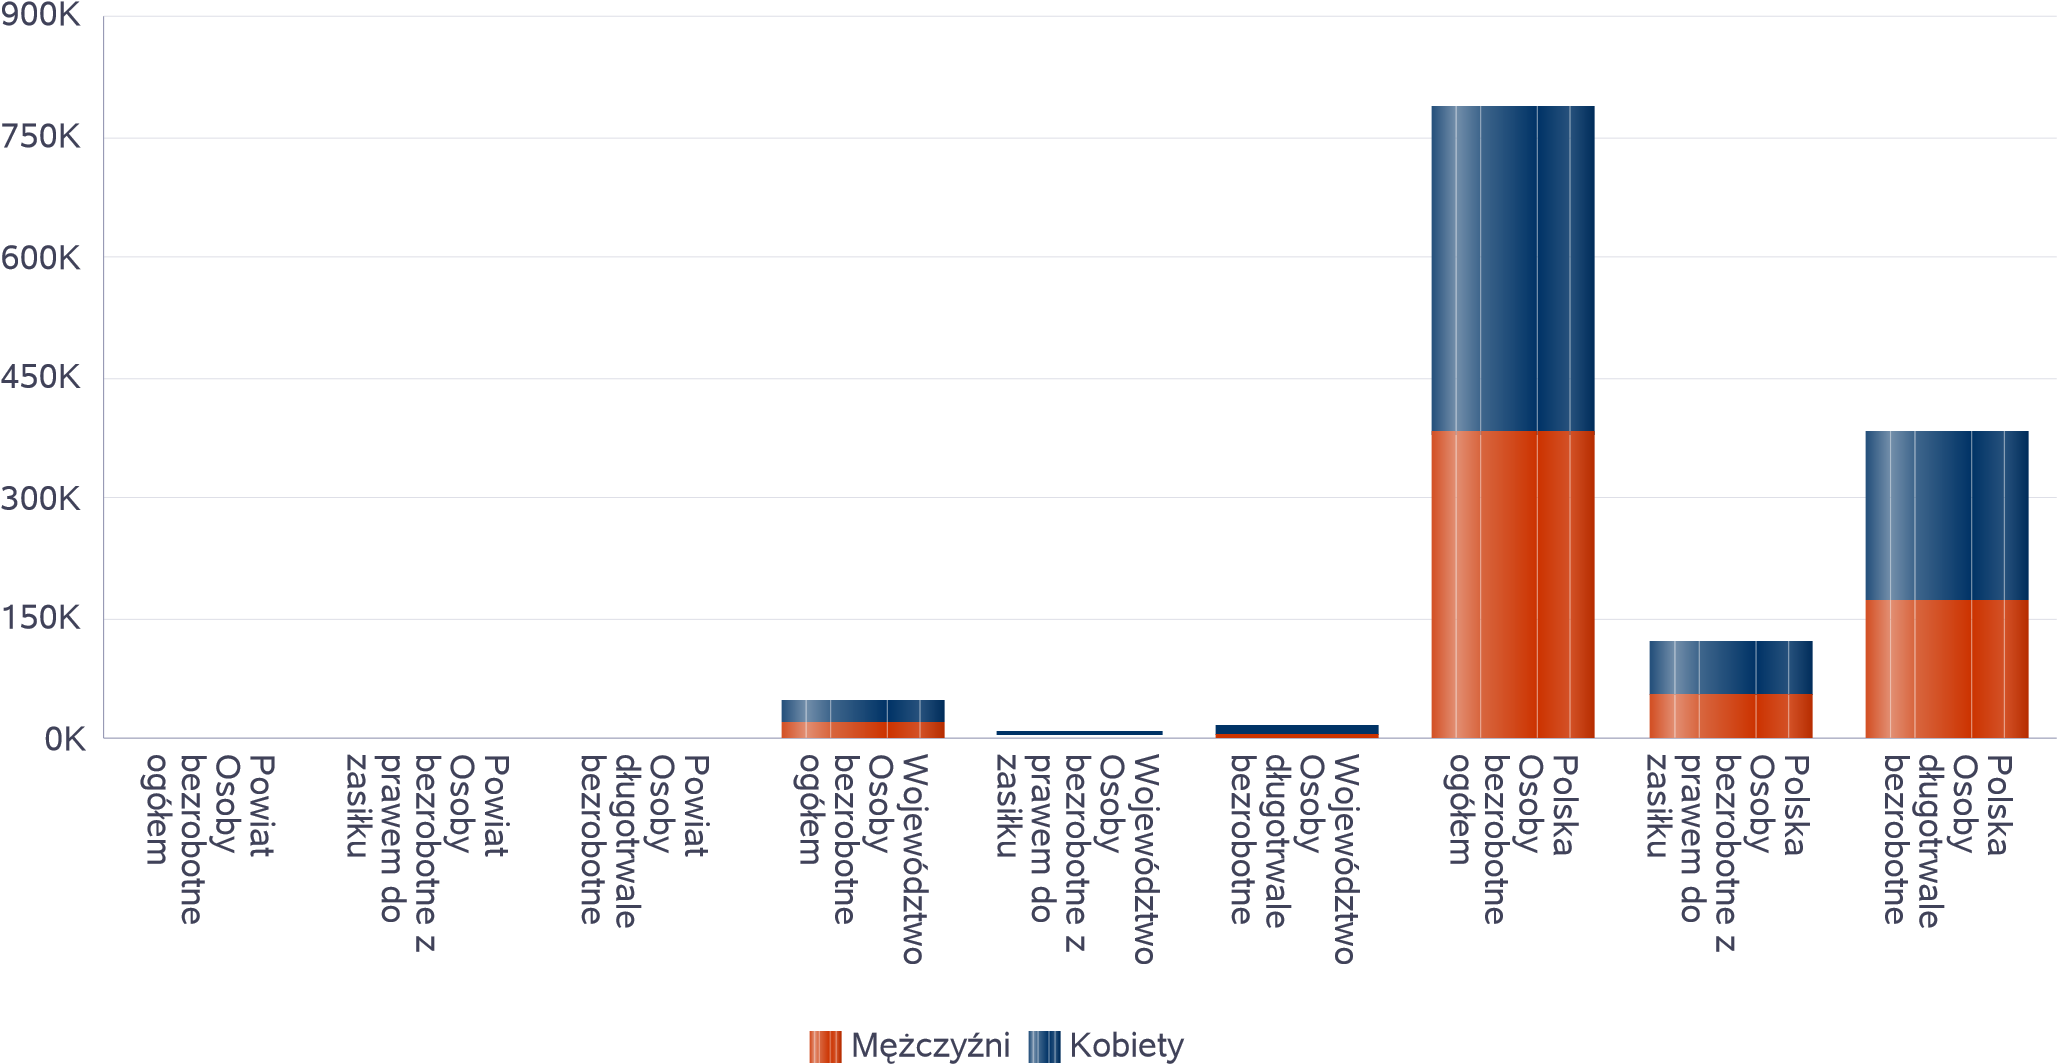 900K
750K
600K
450K
300K
150K
0K
Powiat
Osoby
bezrobotne
ogółem
Powiat
Osoby
bezrobotne z
prawem do
zasiłku
Powiat
Osoby
długotrwale
bezrobotne
Województwo
Osoby
bezrobotne
ogółem
Województwo
Osoby
bezrobotne z
prawem do
zasiłku
Województwo
Osoby
długotrwale
bezrobotne
Polska
Osoby
bezrobotne
ogółem
Polska
Osoby
bezrobotne z
prawem do
zasiłku
Polska
Osoby
długotrwale
bezrobotne
Mężczyźni
Kobiety